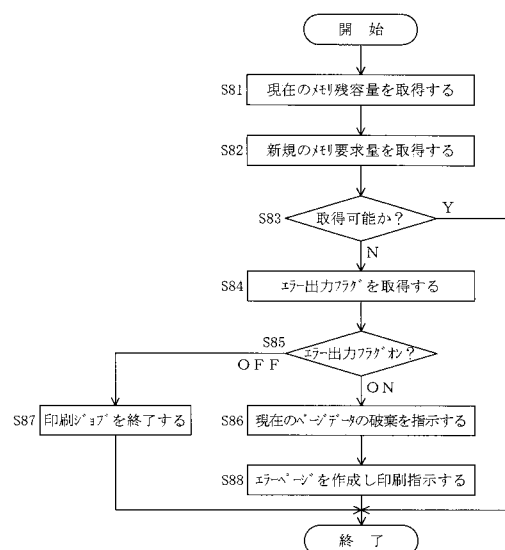 開 始
S81 現在のﾒﾓﾘ残容量を取得する
S82 新規のﾒﾓﾘ要求量を取得する
S83 取得可能か？ Y
N
S84 ｴﾗｰ出力ﾌﾗｸﾞを取得する
S85 ｴﾗｰ出力ﾌﾗｸﾞｵﾝ？
OFF
ON
S87 印刷ｼﾞｮﾌﾞを終了する
S86 現在のﾍﾟｰｼﾞﾃﾞｰﾀの破棄を指示する
S88 ｴﾗｰﾍﾟｰｼﾞを作成し印刷指示する
終 了